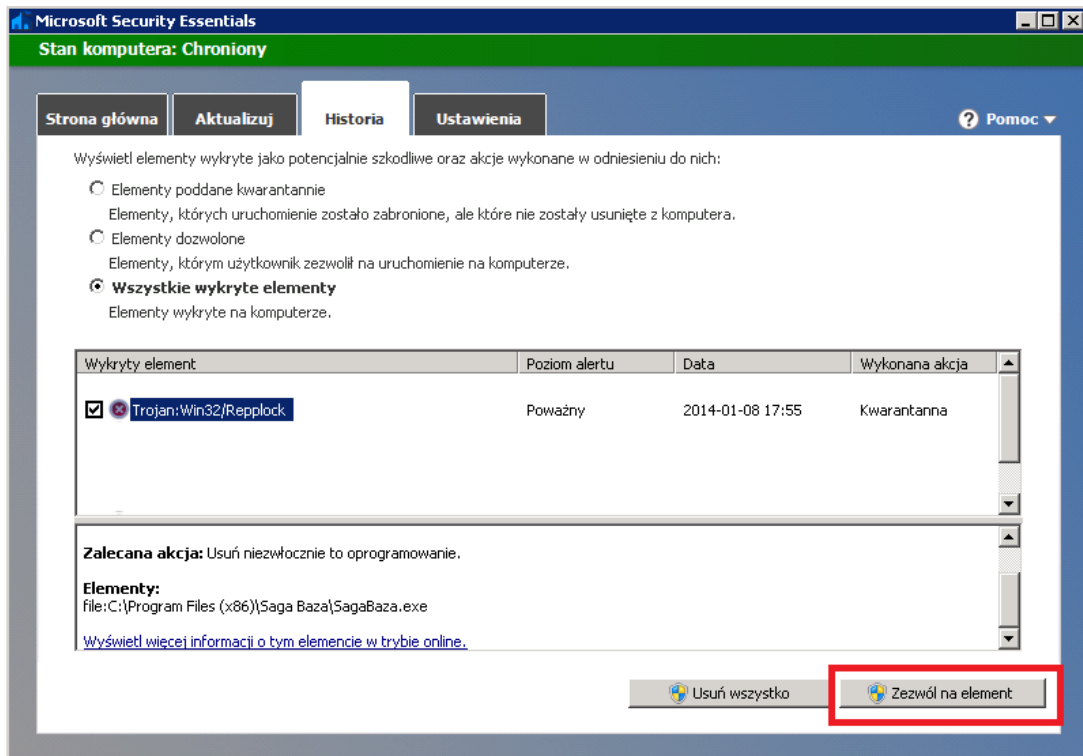 Microsoft Security Essentials
Stan komputera: Chroniony
Strona główna Aktualizuj Historia Ustawienia Pomoc
Wyświetl elementy wykryte jako potencjalnie szkodliwe oraz akcje wykonane w odniesieniu do nich:
Elementy poddane kwarantannie
Elementy, których uruchomienie zostało zabronione, ale które nie zostały usunięte z komputera.
Elementy dozwolone
Elementy, którym użytkownik zezwolił na uruchomienie na komputerze.
Wszystkie wykryte elementy
Elementy wykryte na komputerze.
Wykryty element Poziom alertu Data Wykonana akcja
Trojan:Win32/Repplock Poważny 2014-01-08 17:55 Kwarantanna
Zalecana akcja: Usuń niezwłocznie to oprogramowanie.
Elementy:
file:C:\Program Files (x86)\Saga Baza\SagaBaza.exe
Wyświetl więcej informacji o tym elemencie w trybie online.
Usuń wszystko Zezwól na element